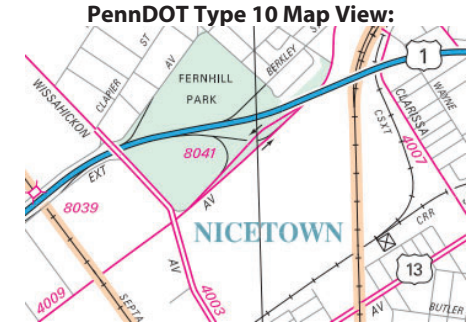 PennDOT Type 10 Map View:
ST
AV
CLAPIER
FERNHILL
PARK
BERKLEY
S
1
WISSAHICKON
WAYNE
CLARISSA
CSXT
4007
8041
EXT
8039
AV
NICETOWN
CRR
13
4009
SEPTA
AV
4003
AV
BUTLER